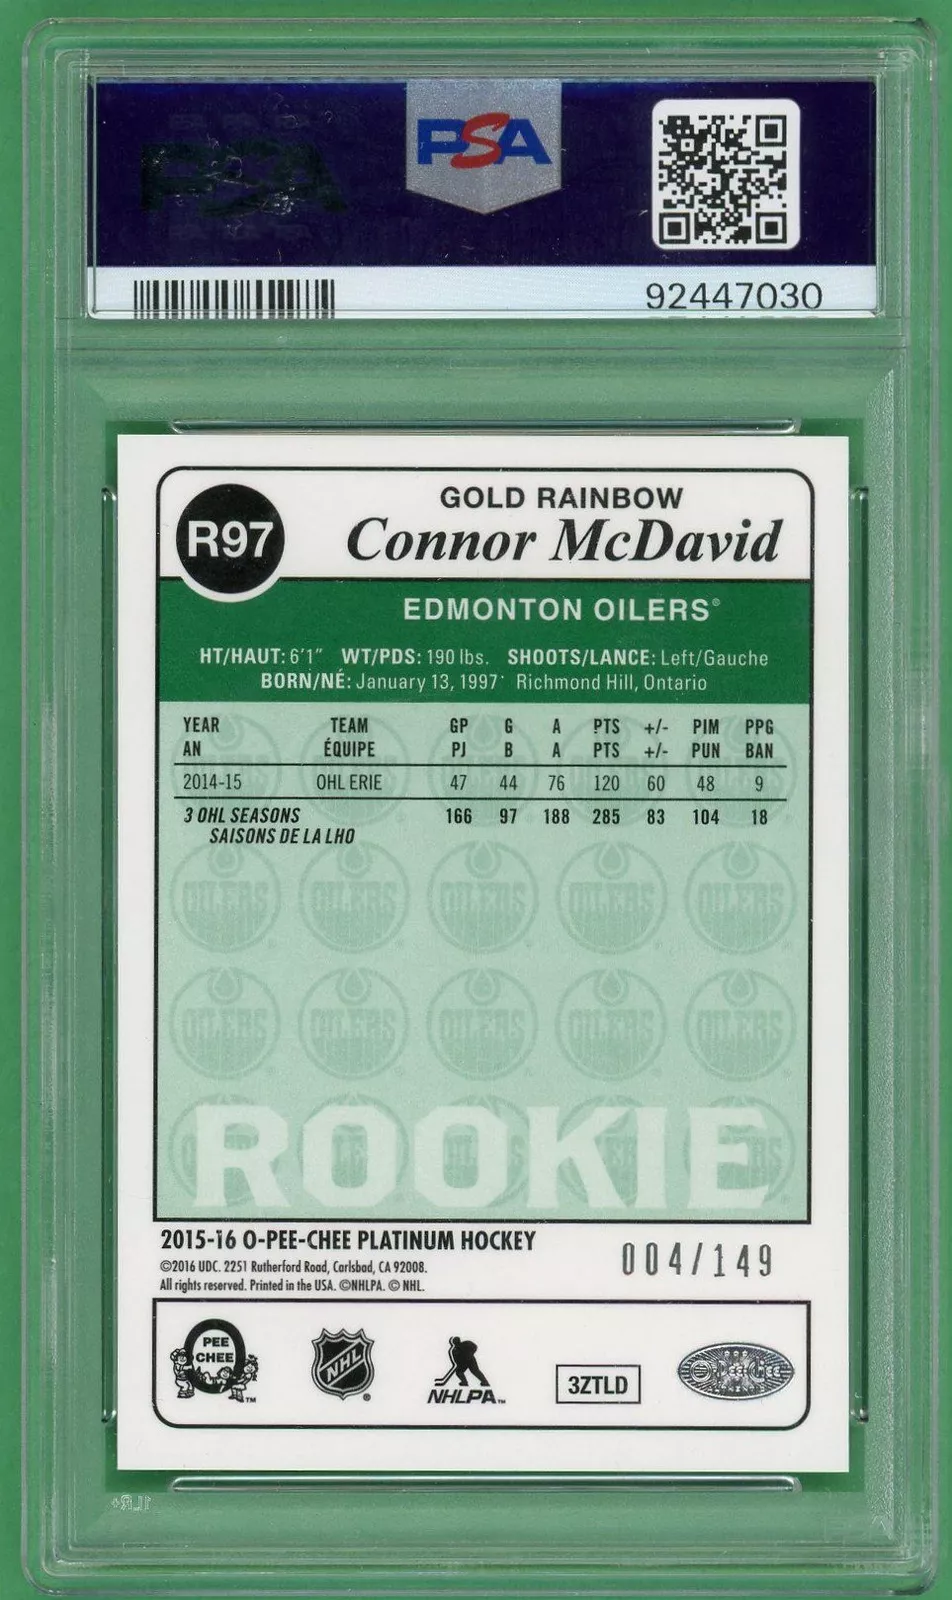 PSA
92447030
R97
GOLD RAINBOW
Connor McDavid
EDMONTON OILERS®
HT/HAUT: 6'1" WT/PDS: 190 lbs. SHOOTS/LANCE: Left/Gauche
BORN/NÉ: January 13, 1997 Richmond Hill, Ontario
YEAR TEAM GP G A PTS +/- PIM PPG
AN ÉQUIPE PJ B A PTS +/- PUN BAN
2014-15 OHL ERIE 47 44 76 120 60 48 9
3 OHL SEASONS 166 97 188 285 83 104 18
SAISONS DE LA LHO
ROOKIE
2015-16 O-PEE-CHEE PLATINUM HOCKEY
©2016 UDC. 2251 Rutherford Road, Carlsbad, CA 92008.
All rights reserved. Printed in the USA. ©NHLPA. © NHL.
004/149
PEE
CHEE
TM
NHL
®
NHLPA™
3ZTLD
O-Pee-Chee